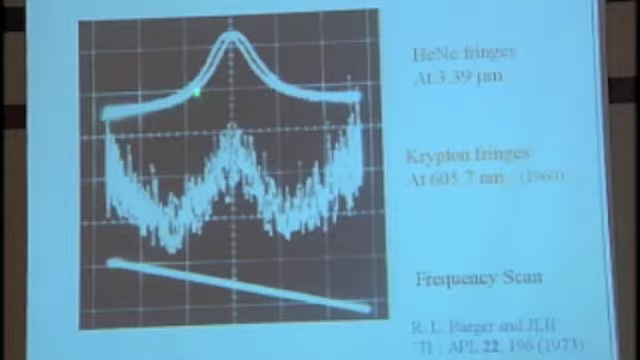 HeNe fringes
At 3.39 µm
Krypton fringes
At 605.7 nm (1960)
Frequency Scan
R. L. Barger and JLH
APL 22, 196 (1973)